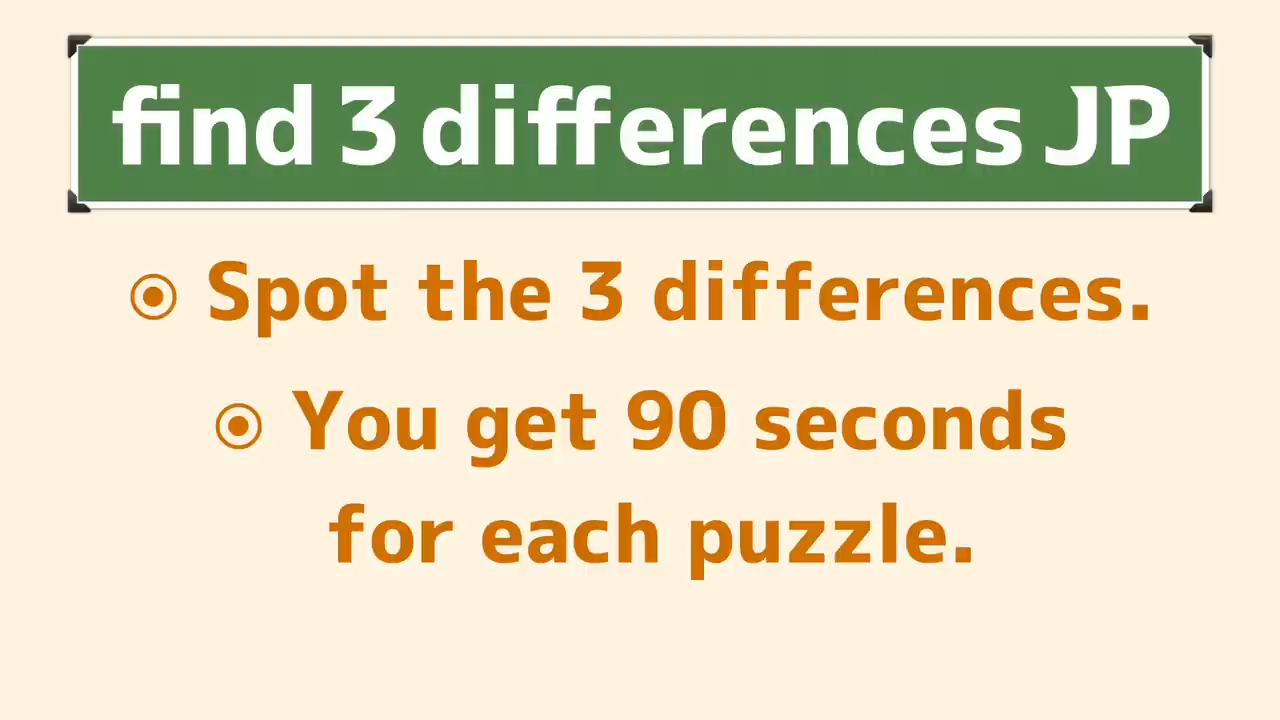 find 3 differences JP
◉ Spot the 3 differences.
◉ You get 90 seconds
for each puzzle.